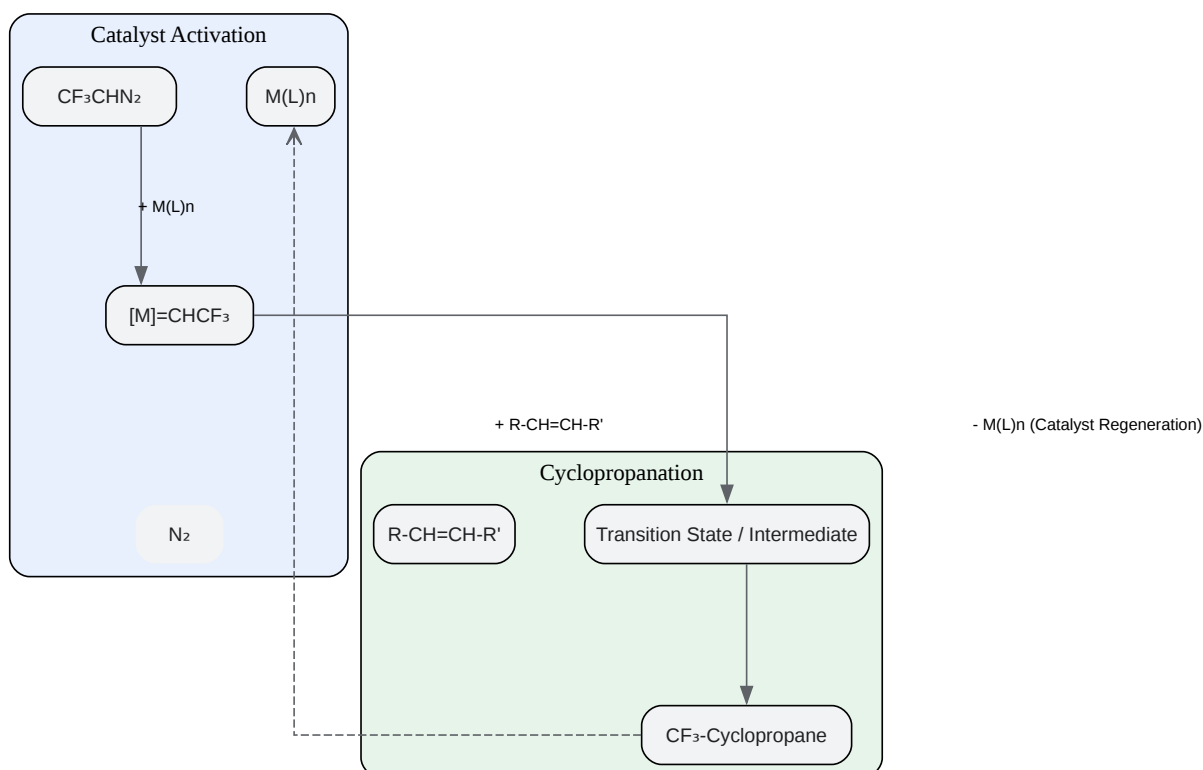 Catalyst Activation
CF₃CHN₂
M(L)n
+ M(L)n
[M]=CHCF₃
+ R-CH=CH-R'
- M(L)n (Catalyst Regeneration)
Cyclopropanation
N₂
R-CH=CH-R'
Transition State / Intermediate
CF₃-Cyclopropane